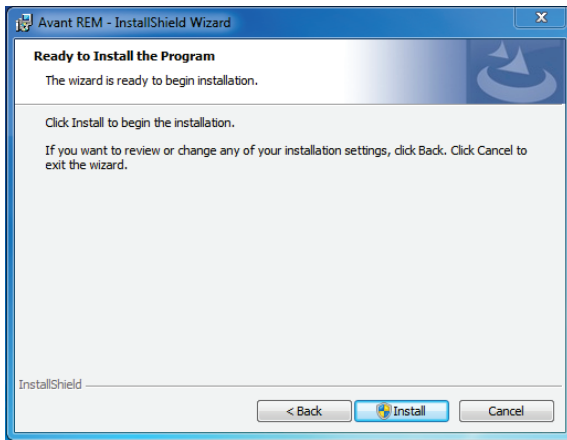 Avant REM - InstallShield Wizard
Ready to Install the Program
The wizard is ready to begin installation.
Click Install to begin the installation.
If you want to review or change any of your installation settings, click Back. Click Cancel to
exit the wizard.
InstallShield
< Back Install Cancel